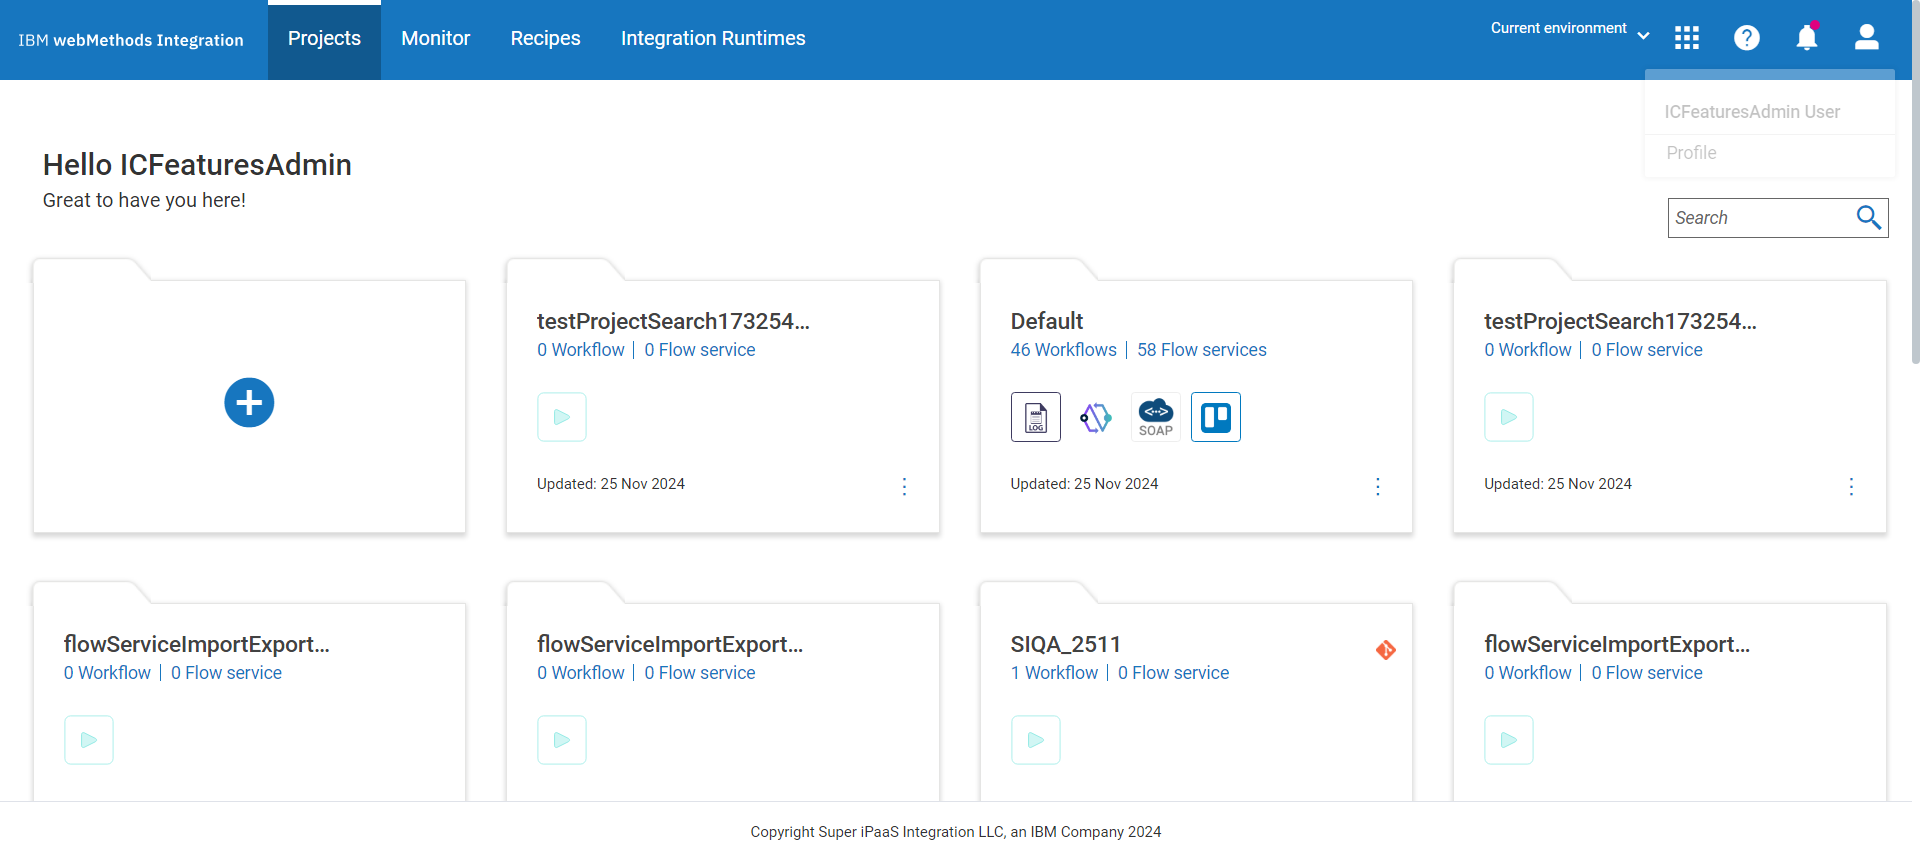 IBM webMethods Integration
Projects
Monitor
Recipes
Integration Runtimes
Current environment
ICFeaturesAdmin User
Profile
Hello ICFeaturesAdmin
Great to have you here!
Search
testProjectSearch173254...
0 Workflow | 0 Flow service
Updated: 25 Nov 2024
Default
46 Workflows | 58 Flow services
LOG
SOAP
Updated: 25 Nov 2024
testProjectSearch173254...
0 Workflow | 0 Flow service
Updated: 25 Nov 2024
flowServiceImportExport...
0 Workflow | 0 Flow service
flowServiceImportExport...
0 Workflow | 0 Flow service
SIQA_2511
1 Workflow | 0 Flow service
flowServiceImportExport...
0 Workflow | 0 Flow service
Copyright Super iPaaS Integration LLC, an IBM Company 2024